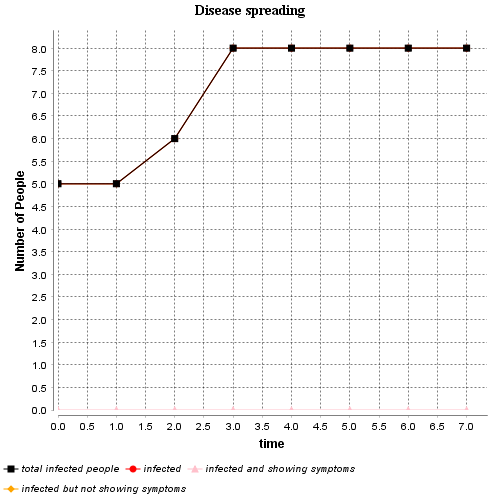 Disease spreading
Number of People
8.0
7.5
7.0
6.5
6.0
5.5
5.0
4.5
4.0
3.5
3.0
2.5
2.0
1.5
1.0
0.5
0.0
0.0 0.5 1.0 1.5 2.0 2.5 3.0 3.5 4.0 4.5 5.0 5.5 6.0 6.5 7.0
time
total infected people infected infected and showing symptoms
infected but not showing symptoms